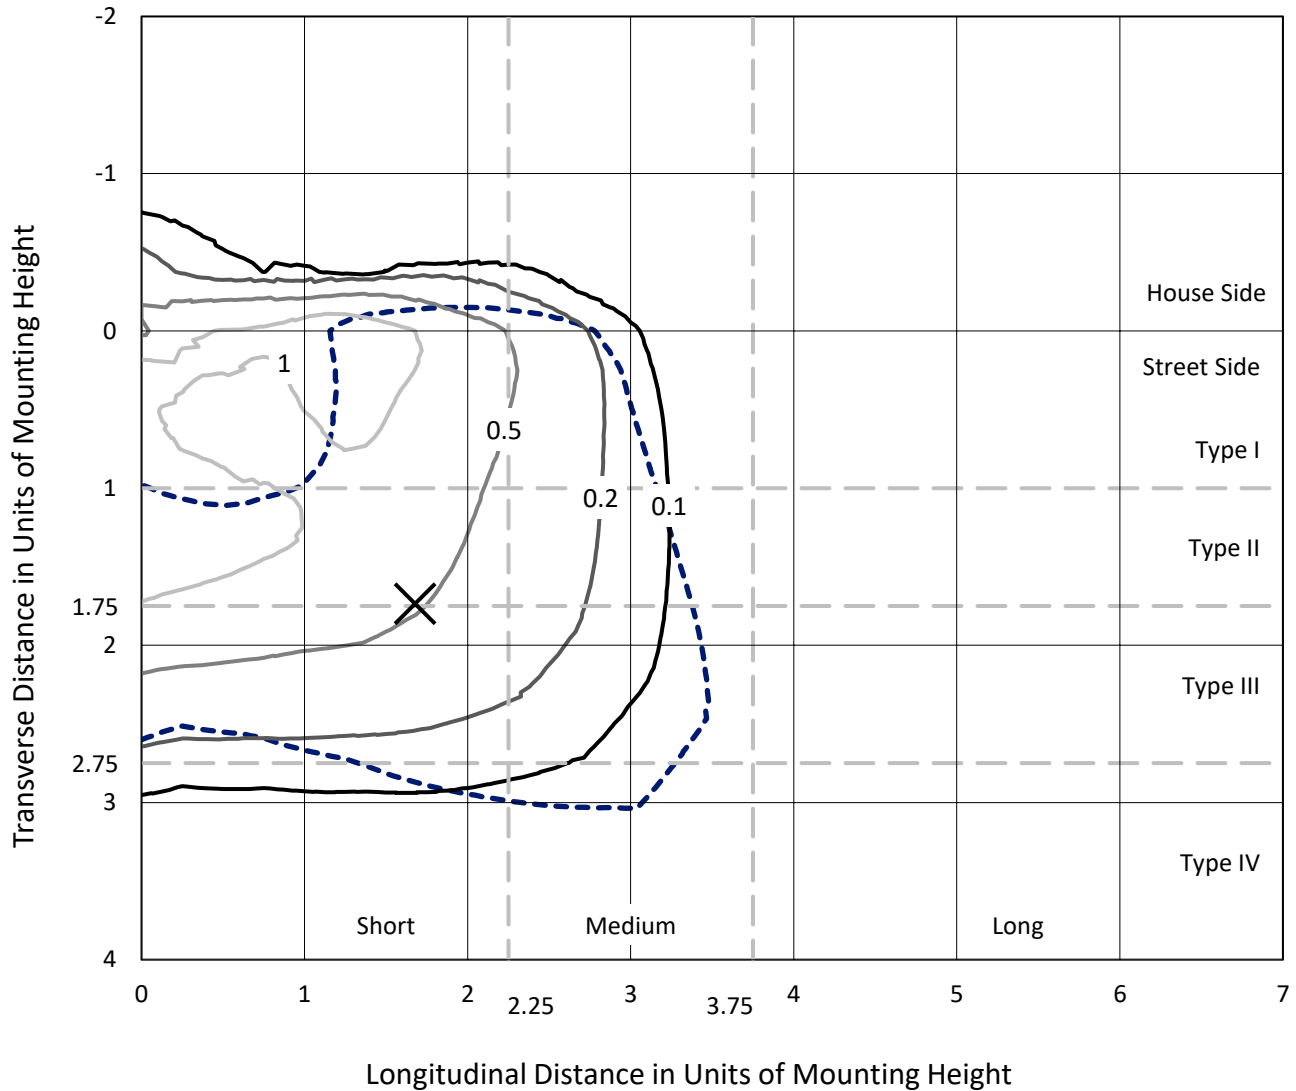 -2
-1
House Side
0
1
Street Side
0.5
Type I
1
0.2
0.1
Type II
1.75
2
Type III
2.75
3
Type IV
Short
Medium
Long
4
0
1
2
2.25
3
3.75
4
5
6
7
Transverse Distance in Units of Mounting Height
Longitudinal Distance in Units of Mounting Height